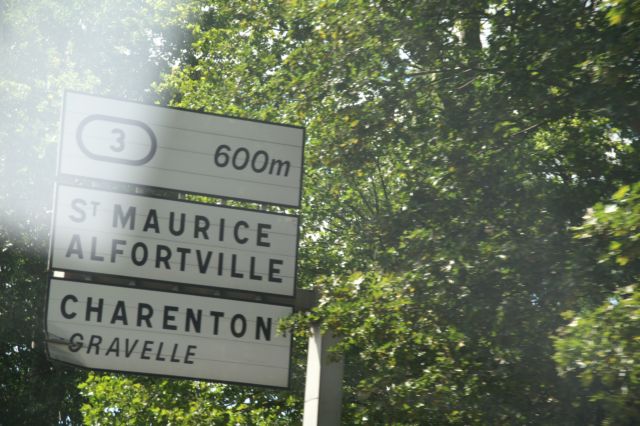 3
600m
ST MAURICE
ALFORTVILLE
CHARENTON
GRAVELLE